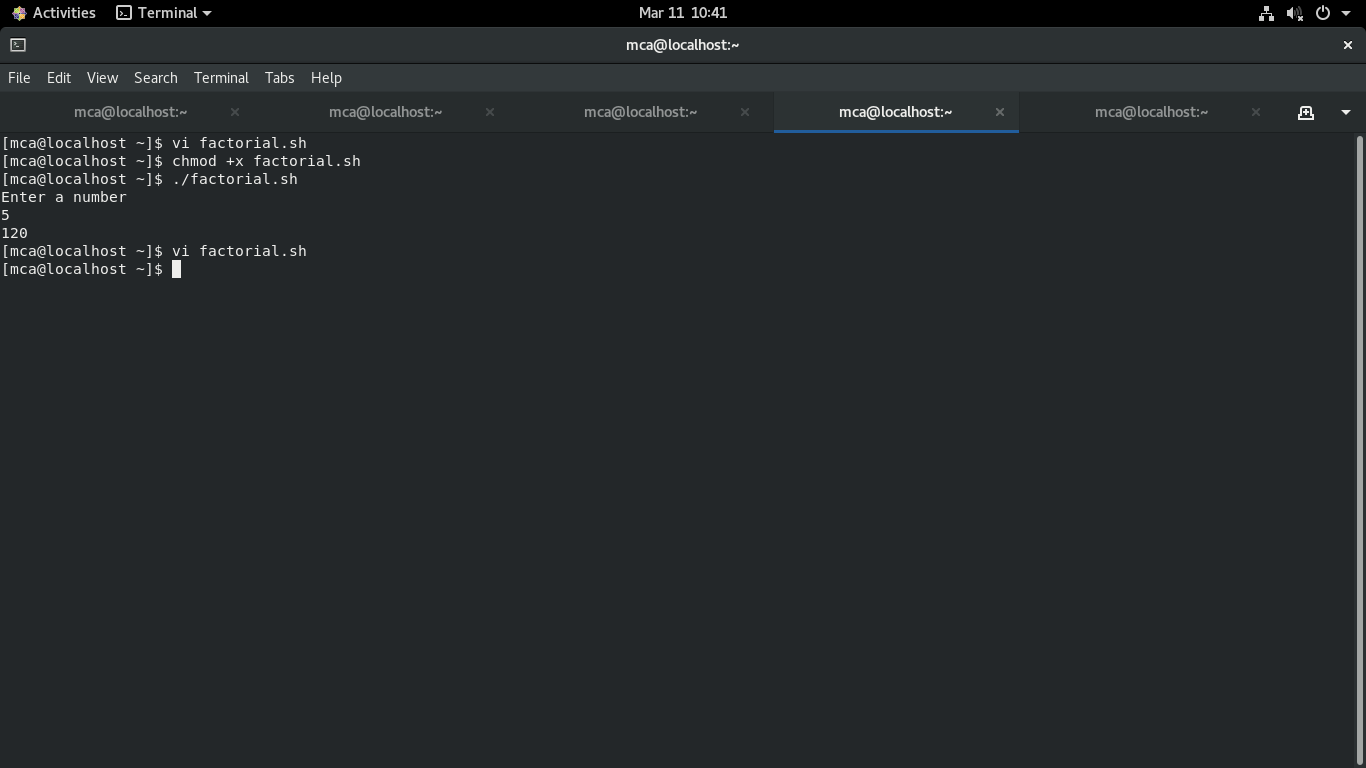 Activities Terminal Mar 11 10:41
mca@localhost:~
File Edit View Search Terminal Tabs Help
mca@localhost:~ mca@localhost:~ mca@localhost:~ mca@localhost:~ mca@localhost:~
[mca@localhost ~]$ vi factorial.sh
[mca@localhost ~]$ chmod +x factorial.sh
[mca@localhost ~]$ ./factorial.sh
Enter a number
5
120
[mca@localhost ~]$ vi factorial.sh
[mca@localhost ~]$